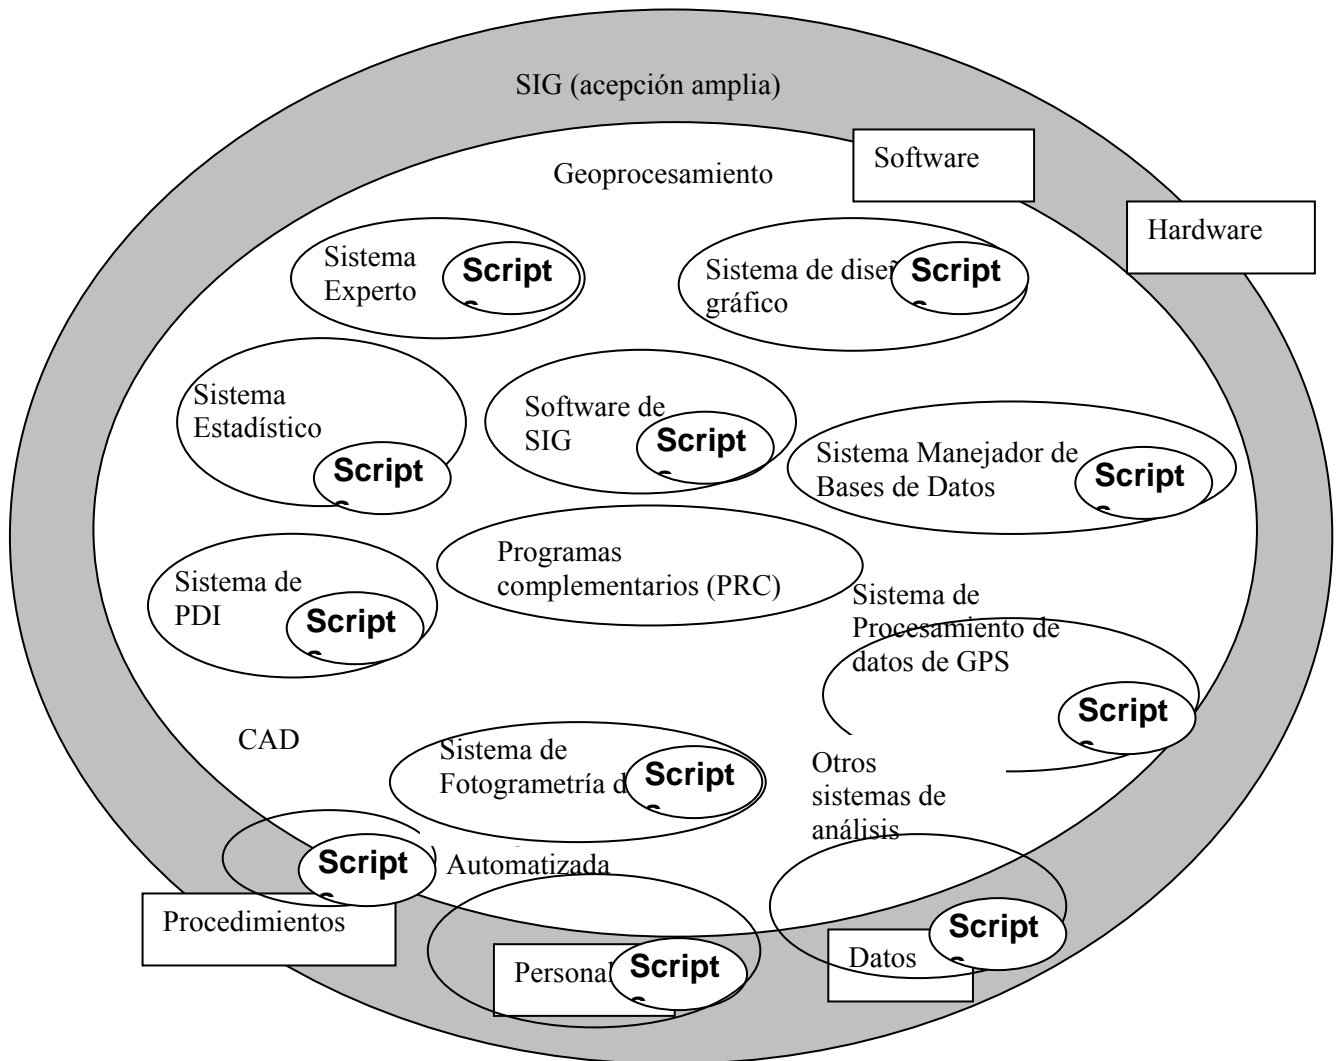 SIG (acepción amplia)
Software
Geoprocesamiento
Hardware
Sistema
Experto
Script
Sistema de
gráfico
Script
Sistema
Estadístico
Script
Software de
SIG
Script
Sistema Manejador de
Bases de Datos
Script
Programas
complementarios (PRC)
Sistema de
PDI
Script
Sistema de
Procesamiento de
datos de GPS
Script
CAD
Sistema de
Fotogrametría
Script
Otros
sistemas de
análisis
Script
Automatizada
Procedimientos
Personal
Script
Datos
Script